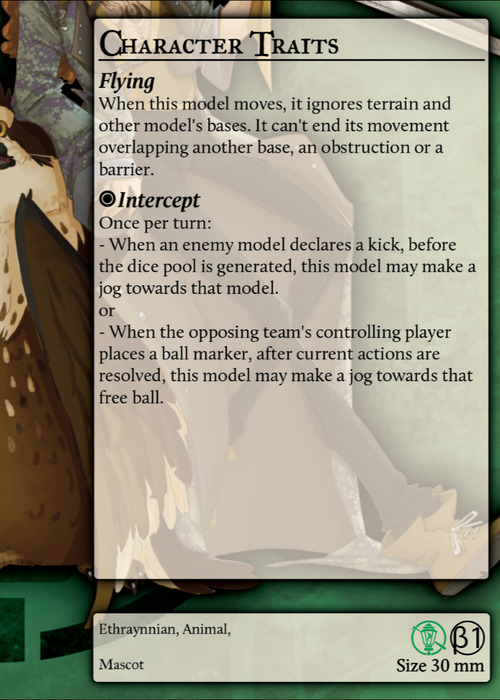 Character Traits
Flying
When this model moves, it ignores terrain and
other model's bases. It can't end its movement
overlapping another base, an obstruction or a
barrier.
Intercept
Once per turn:
- When an enemy model declares a kick, before
the dice pool is generated, this model may make a
jog towards that model.
or
- When the opposing team's controlling player
places a ball marker, after current actions are
resolved, this model may make a jog towards that
free ball.
Ethraynnian, Animal,
β1
Mascot
Size 30 mm